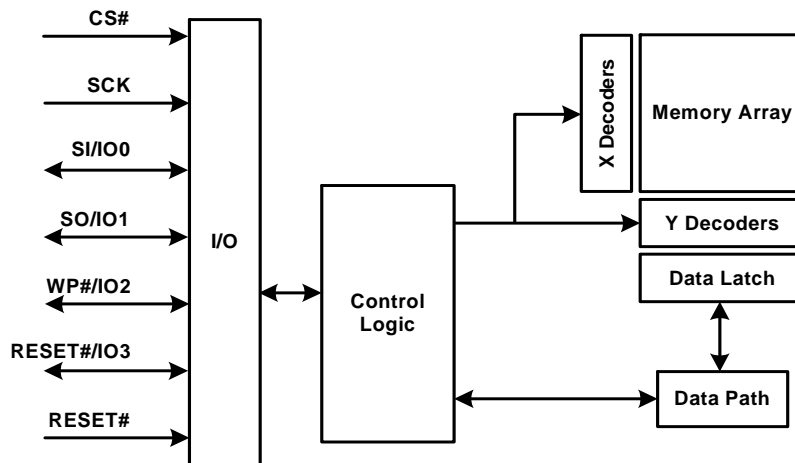 CS#
SCK
SI/IO0
SO/IO1
WP#/IO2
RESET#/IO3
RESET#
I/O
Control
Logic
X Decoders
Memory Array
Y Decoders
Data Latch
Data Path